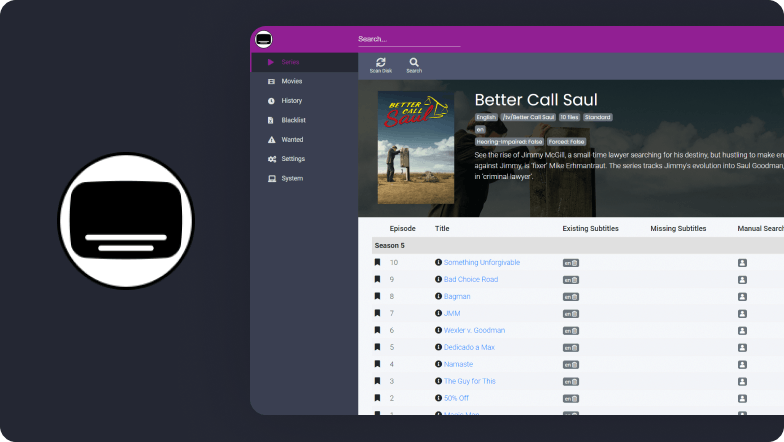 Search...
Series
Movies
History
Blacklist
Wanted
Settings
System
Scan Disk
Search
BETTER
CALL
Saul
Better Call Saul
English
/tv/Better Call Saul
10 files
Standard
en
Hearing-Impaired: False
Forced: False
See the rise of Jimmy McGill, a small-time lawyer searching for his destiny, but hustling to make en
against Jimmy, is 'fixer' Mike Erhmantraut. The series tracks Jimmy's evolution into Saul Goodman,
in 'criminal lawyer'.
Episode Title Existing Subtitles Missing Subtitles Manual Search
Season 5
10 Something Unforgivable en
9 Bad Choice Road en
8 Bagman en
7 JMM en
6 Wexler v. Goodman en
5 Dedicado a Max en
4 Namaste en
3 The Guy for This en
2 50% Off en